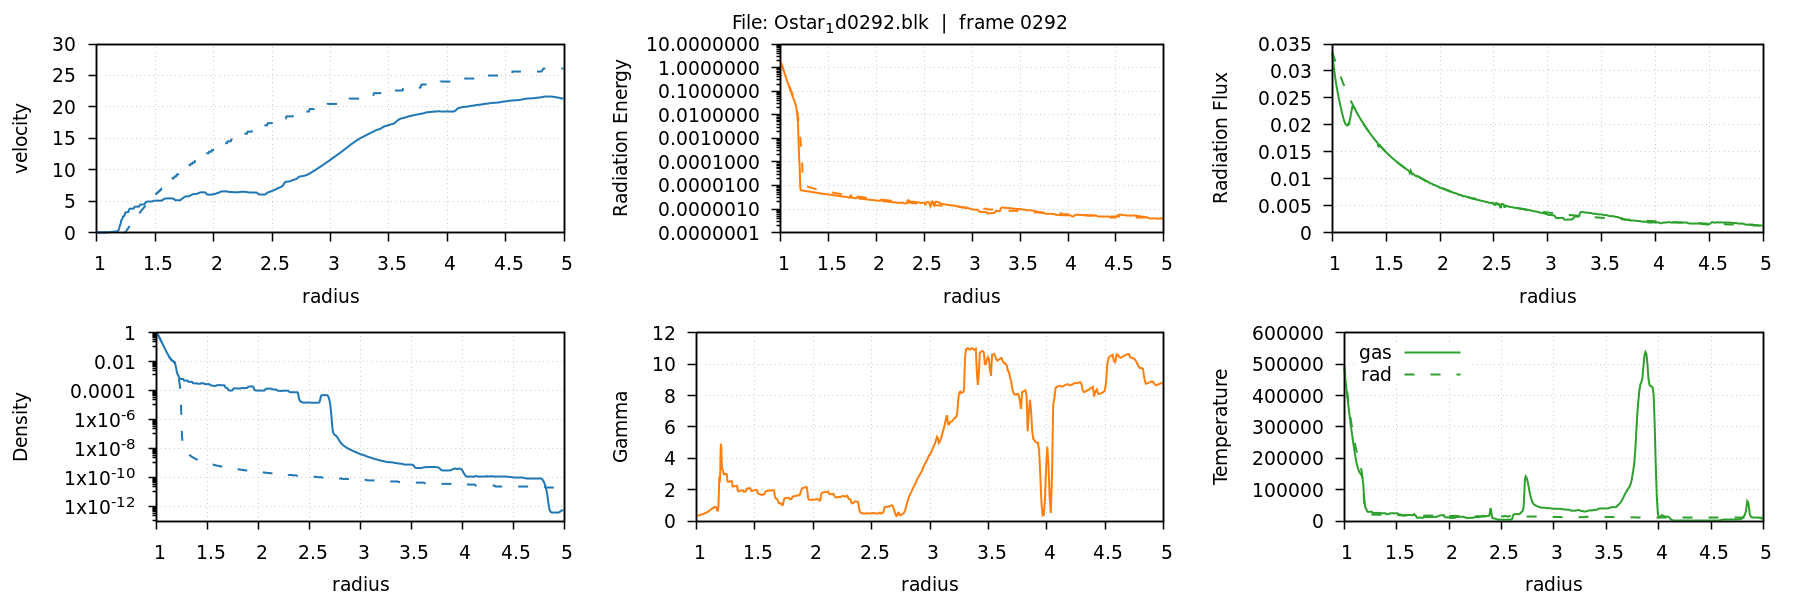 File: Ostar₁d0292.blk | frame 0292
velocity
30
25
20
15
10
5
0
1 1.5 2 2.5 3 3.5 4 4.5 5
radius
Radiation Energy
10.0000000
1.0000000
0.1000000
0.0100000
0.0010000
0.0001000
0.0000100
0.0000010
0.0000001
1 1.5 2 2.5 3 3.5 4 4.5 5
radius
Radiation Flux
0.035
0.03
0.025
0.02
0.015
0.01
0.005
0
1 1.5 2 2.5 3 3.5 4 4.5 5
radius
Density
1
0.01
0.0001
1x10⁻⁶
1x10⁻⁸
1x10⁻¹⁰
1x10⁻¹²
1 1.5 2 2.5 3 3.5 4 4.5 5
radius
Gamma
12
10
8
6
4
2
0
1 1.5 2 2.5 3 3.5 4 4.5 5
radius
Temperature
600000
500000
400000
300000
200000
100000
0
gas
rad
1 1.5 2 2.5 3 3.5 4 4.5 5
radius